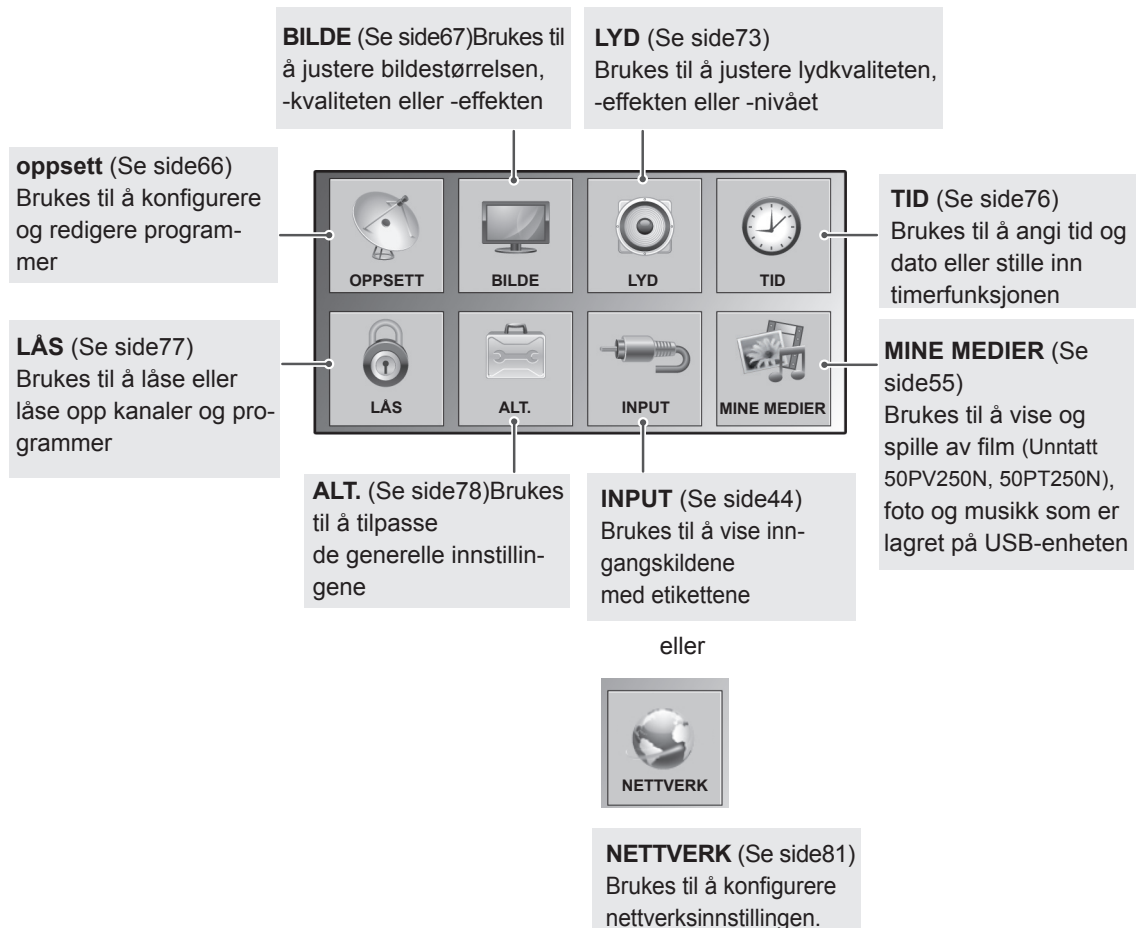 BILDE (Se side67)Brukes til
å justere bildestørrelsen,
-kvaliteten eller -effekten
LYD (Se side73)
Brukes til å justere lydkvaliteten,
-effekten eller -nivået
oppsett (Se side66)
Brukes til å konfigurere
og redigere program-
mer
TID (Se side76)
Brukes til å angi tid og
dato eller stille inn
timerfunksjonen
OPPSETT
BILDE
LYD
TID
LÅS (Se side77)
Brukes til å låse eller
låse opp kanaler og pro-
grammer
MINE MEDIER (Se
side55)
Brukes til å vise og
spille av film (Unntatt
50PV250N, 50PT250N),
foto og musikk som er
lagret på USB-enheten
LÅS
ALT.
INPUT
MINE MEDIER
ALT. (Se side78)Brukes
til å tilpasse
de generelle innstillin-
gene
INPUT (Se side44)
Brukes til å vise inn-
gangskildene
med etikettene
eller
NETTVERK
NETTVERK (Se side81)
Brukes til å konfigurere
nettverksinnstillingen.